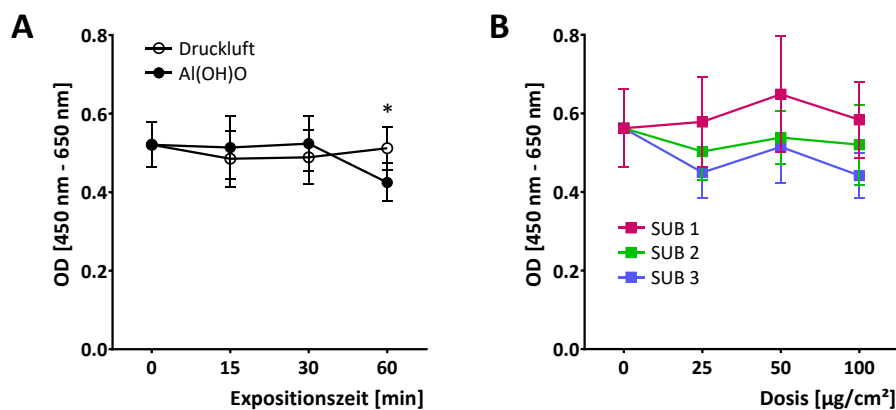 A
OD [450 nm - 650 nm]
0.8
0.6
0.4
0.2
0.0
Druckluft
Al(OH)O
*
0 15 30 60
Expositionszeit [min]
B
OD [450 nm - 650 nm]
0.8
0.6
0.4
0.2
0.0
SUB 1
SUB 2
SUB 3
0 25 50 100
Dosis [µg/cm²]